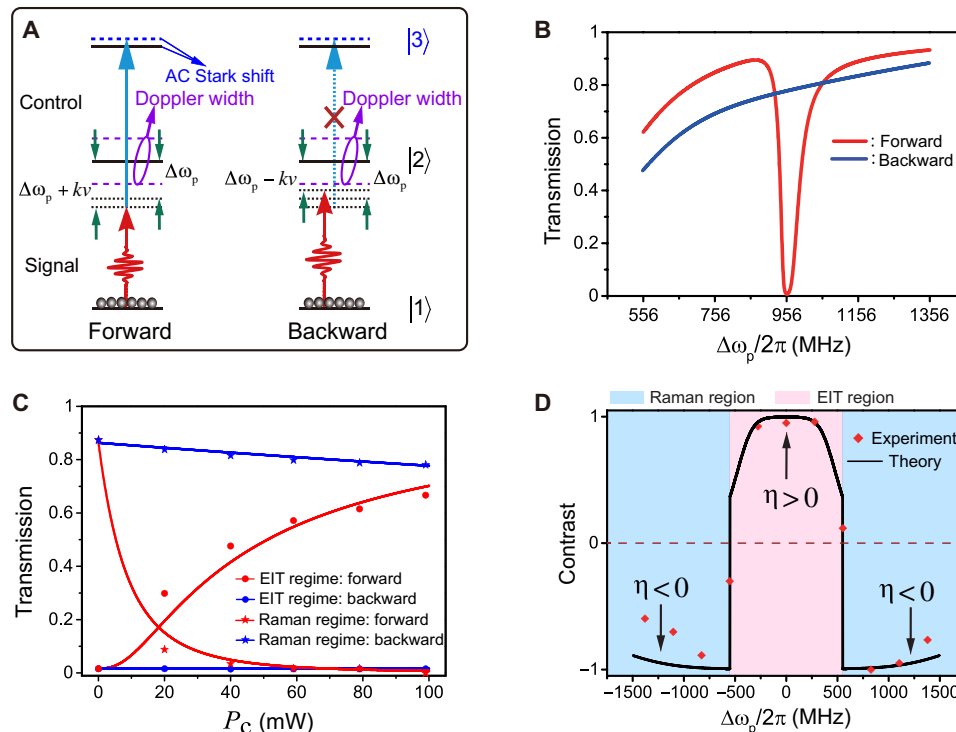 A
|3⟩
AC Stark shift
Control
Doppler width
Doppler width
|2⟩
Δωp
Δωp
Δωp + kv
Δωp − kv
Signal
|1⟩
Forward
Backward
B
Transmission
1
0.8
0.6
0.4
0.2
0
: Forward
: Backward
556
756
956
1156
1356
Δωp/2π (MHz)
C
Transmission
1
0.8
0.6
0.4
0.2
0
EIT regime: forward
EIT regime: backward
Raman regime: forward
Raman regime: backward
0
20
40
60
80
100
Pc (mW)
D
Raman region
EIT region
Contrast
1
0
−1
Experiment
Theory
η>0
η<0
η<0
−1500
−1000
−500
0
500
1000
1500
Δωp/2π (MHz)